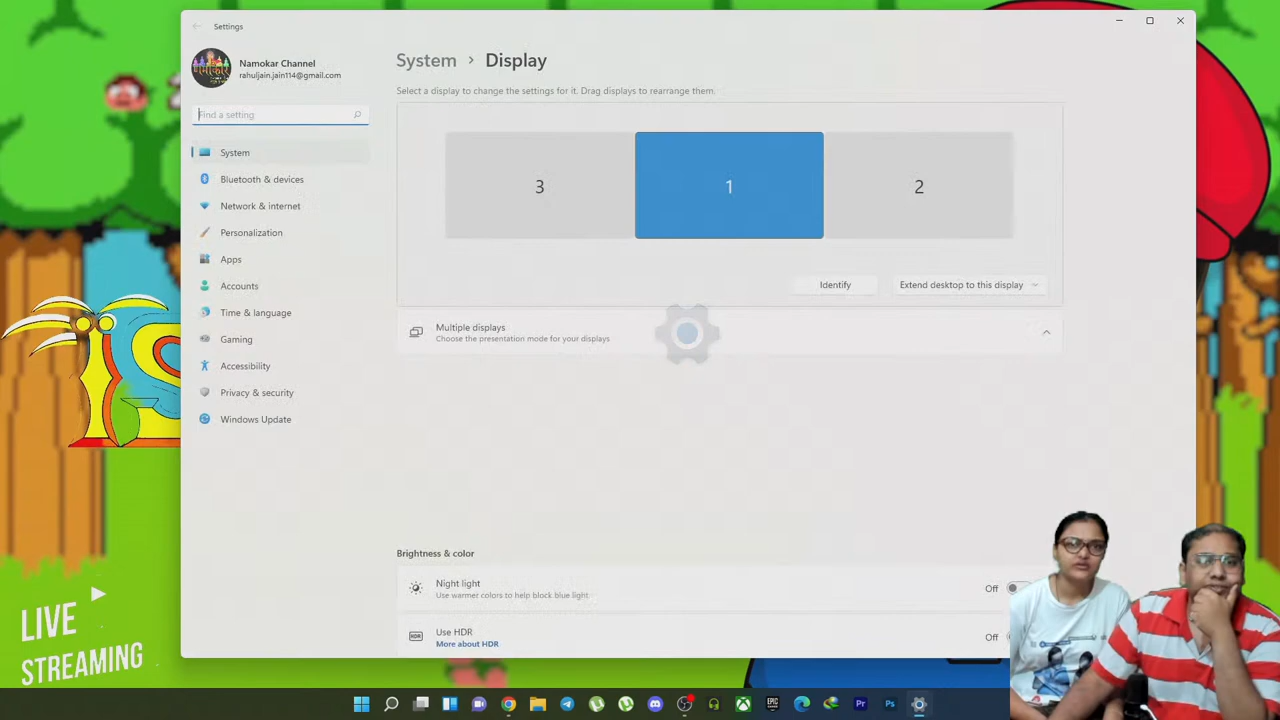 Settings
Namokar Channel
rahuljain.jain114@gmail.com
Find a setting
System
Bluetooth & devices
Network & internet
Personalization
Apps
Accounts
Time & language
Gaming
Accessibility
Privacy & security
Windows Update
System > Display
Select a display to change the settings for it. Drag displays to rearrange them.
3 1 2
Identify Extend desktop to this display
Multiple displays
Choose the presentation mode for your displays
Brightness & color
Night light
Use warmer colors to help block blue light.
Off
HDR
Use HDR
More about HDR
Off
LIVE
STREAMING
EPIC
Pr Ps